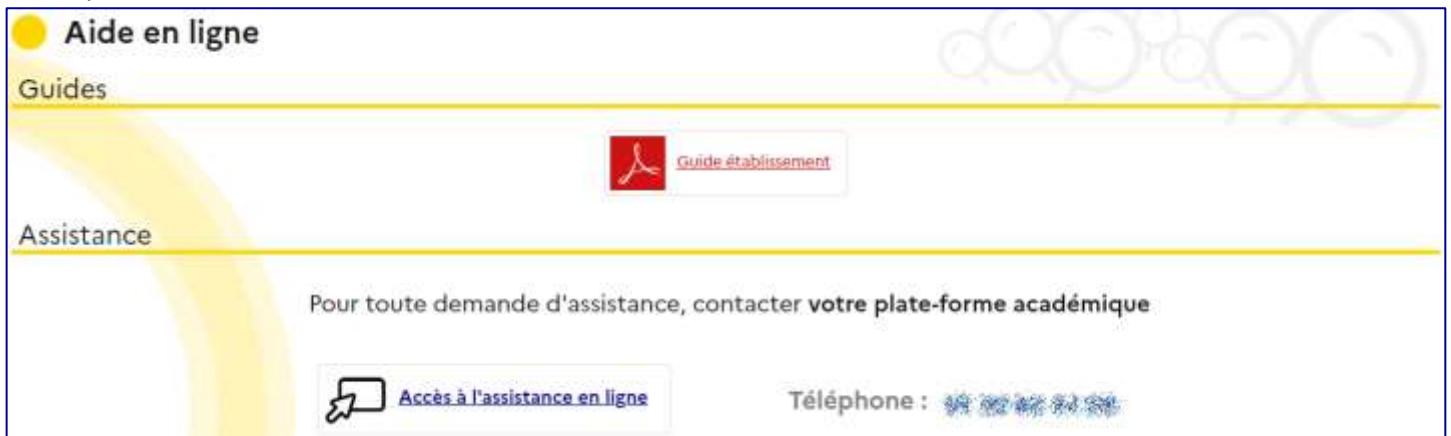 Aide en ligne
Guides
Guide établissement
Assistance
Pour toute demande d'assistance, contacter votre plate-forme académique
Accès à l'assistance en ligne
Téléphone :